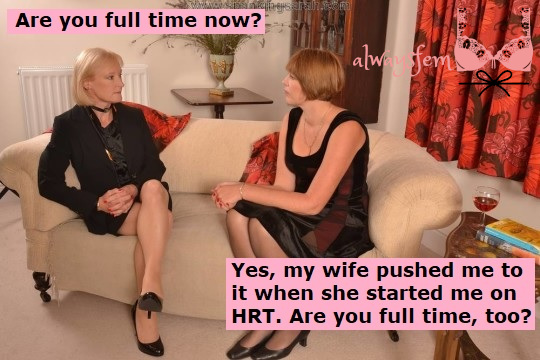 Are you full time now?
alwaysfem
Yes, my wife pushed me to
it when she started me on
HRT. Are you full time, too?